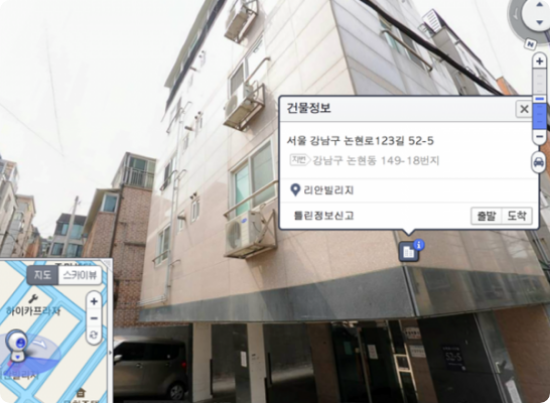 건물정보
서울 강남구 논현로123길 52-5
지번 강남구 논현동 149-18번지
리안빌리지
틀린정보신고
출발
도착
N
지도
스카이뷰
하이카프라자
52-5